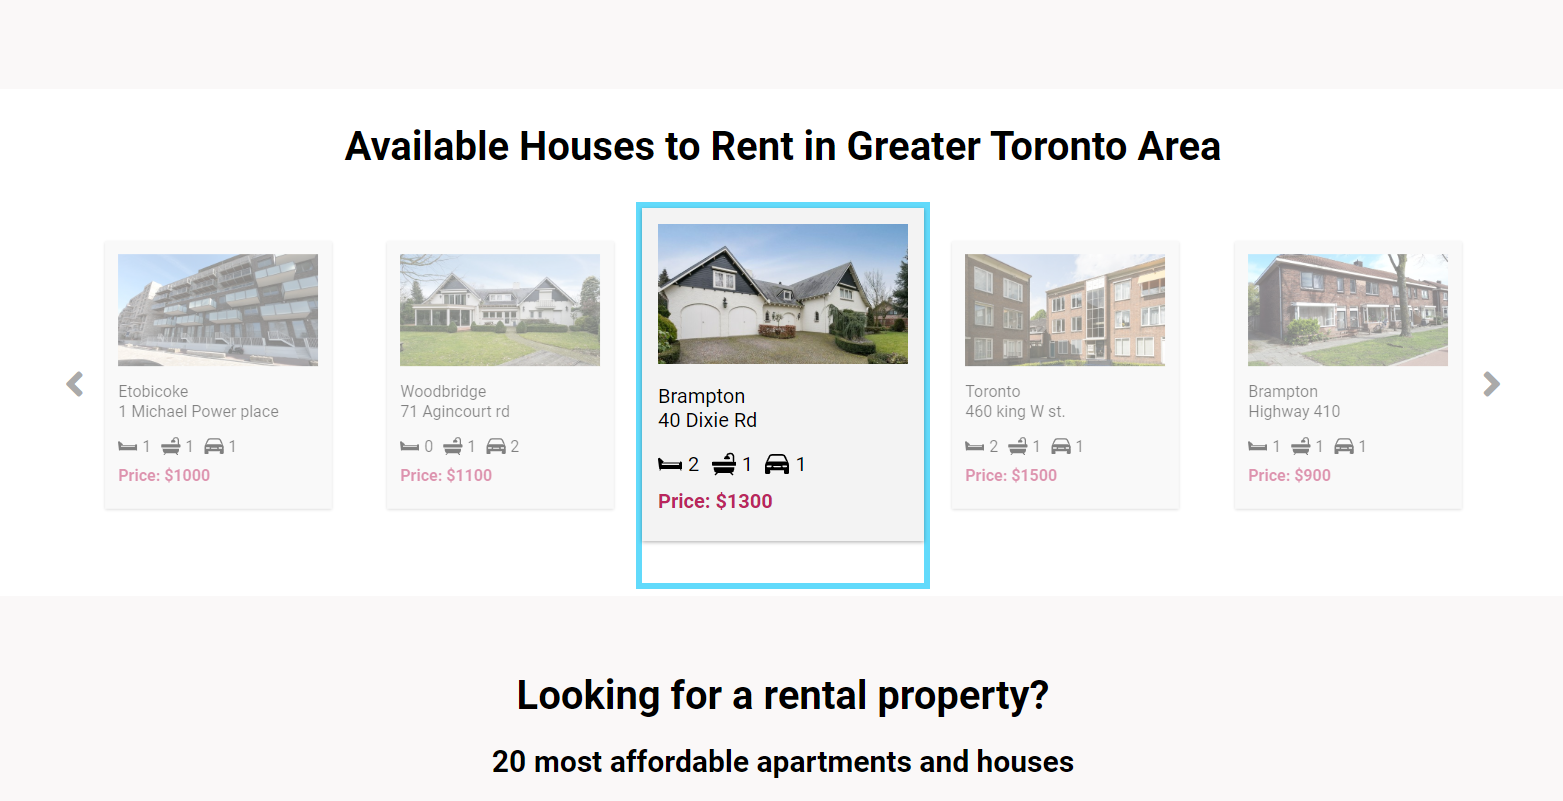 Available Houses to Rent in Greater Toronto Area
Etobicoke
1 Michael Power place
1 1 1
Price: $1000
Woodbridge
71 Agincourt rd
0 1 2
Price: $1100
Brampton
40 Dixie Rd
2 1 1
Price: $1300
Toronto
460 king W st.
2 1 1
Price: $1500
Brampton
Highway 410
1 1 1
Price: $900
Looking for a rental property?
20 most affordable apartments and houses